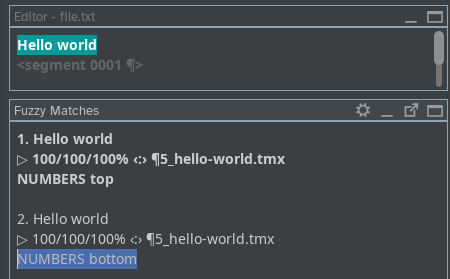 Editor - file.txt
Hello world
<segment 0001 ¶>
Fuzzy Matches
1. Hello world
▷ 100/100/100% ‹:› ¶5_hello-world.tmx
NUMBERS top
2. Hello world
▷ 100/100/100% ‹:› ¶5_hello-world.tmx
NUMBERS bottom